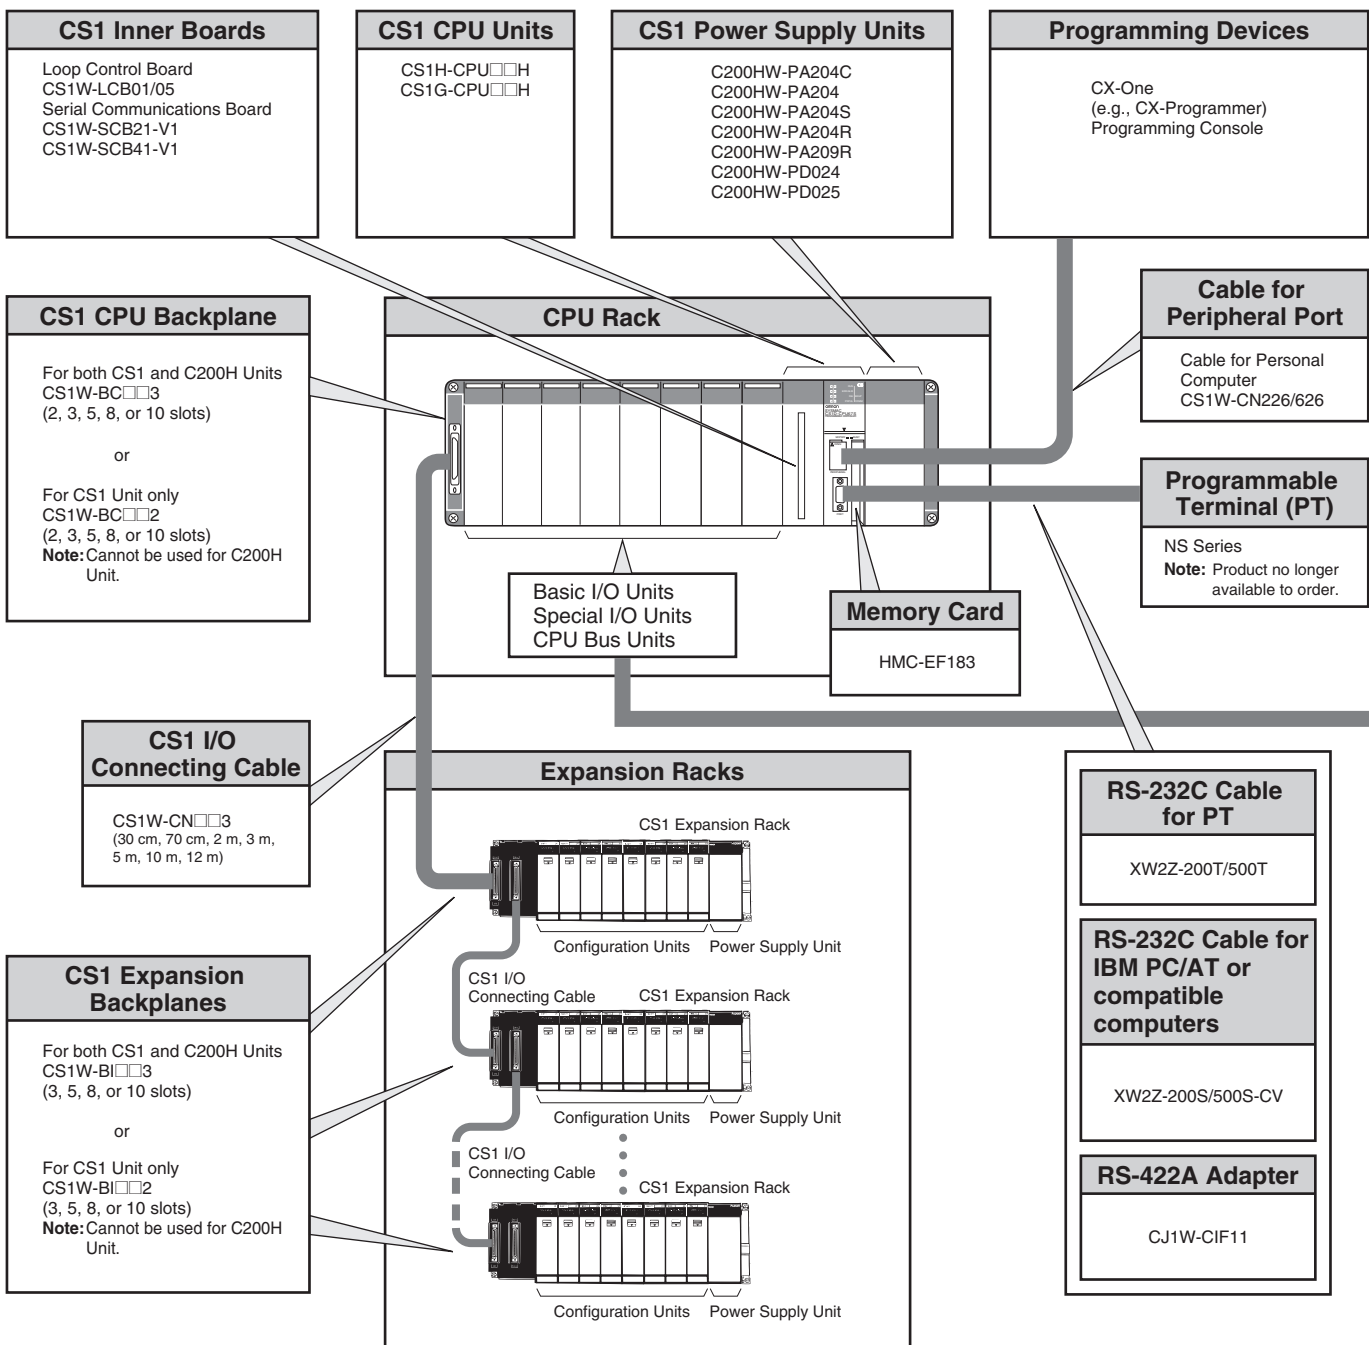 CS1 Inner Boards
Loop Control Board
CS1W-LCB01/05
Serial Communications Board
CS1W-SCB21-V1
CS1W-SCB41-V1
CS1 CPU Units
CS1H-CPU□□H
CS1G-CPU□□H
CS1 Power Supply Units
C200HW-PA204C
C200HW-PA204
C200HW-PA204S
C200HW-PA204R
C200HW-PA209R
C200HW-PD024
C200HW-PD025
Programming Devices
CX-One
(e.g., CX-Programmer)
Programming Console
CS1 CPU Backplane
For both CS1 and C200H Units
CS1W-BC□□3
(2, 3, 5, 8, or 10 slots)
or
For CS1 Unit only
CS1W-BC□□2
(2, 3, 5, 8, or 10 slots)
Note: Cannot be used for C200H
Unit.
CPU Rack
Basic I/O Units
Special I/O Units
CPU Bus Units
Memory Card
HMC-EF183
Cable for
Peripheral Port
Cable for Personal
Computer
CS1W-CN226/626
Programmable
Terminal (PT)
NS Series
Note: Product no longer
available to order.
CS1 I/O
Connecting Cable
CS1W-CN□□3
(30 cm, 70 cm, 2 m, 3 m,
5 m, 10 m, 12 m)
Expansion Racks
CS1 Expansion Rack
Configuration Units
Power Supply Unit
CS1 I/O
Connecting Cable
CS1 Expansion Rack
Configuration Units
Power Supply Unit
CS1 I/O
Connecting Cable
CS1 Expansion Rack
Configuration Units
Power Supply Unit
CS1 Expansion
Backplanes
For both CS1 and C200H Units
CS1W-BI□□3
(3, 5, 8, or 10 slots)
or
For CS1 Unit only
CS1W-BI□□2
(3, 5, 8, or 10 slots)
Note: Cannot be used for C200H
Unit.
RS-232C Cable
for PT
XW2Z-200T/500T
RS-232C Cable for
IBM PC/AT or
compatible
computers
XW2Z-200S/500S-CV
RS-422A Adapter
CJ1W-CIF11